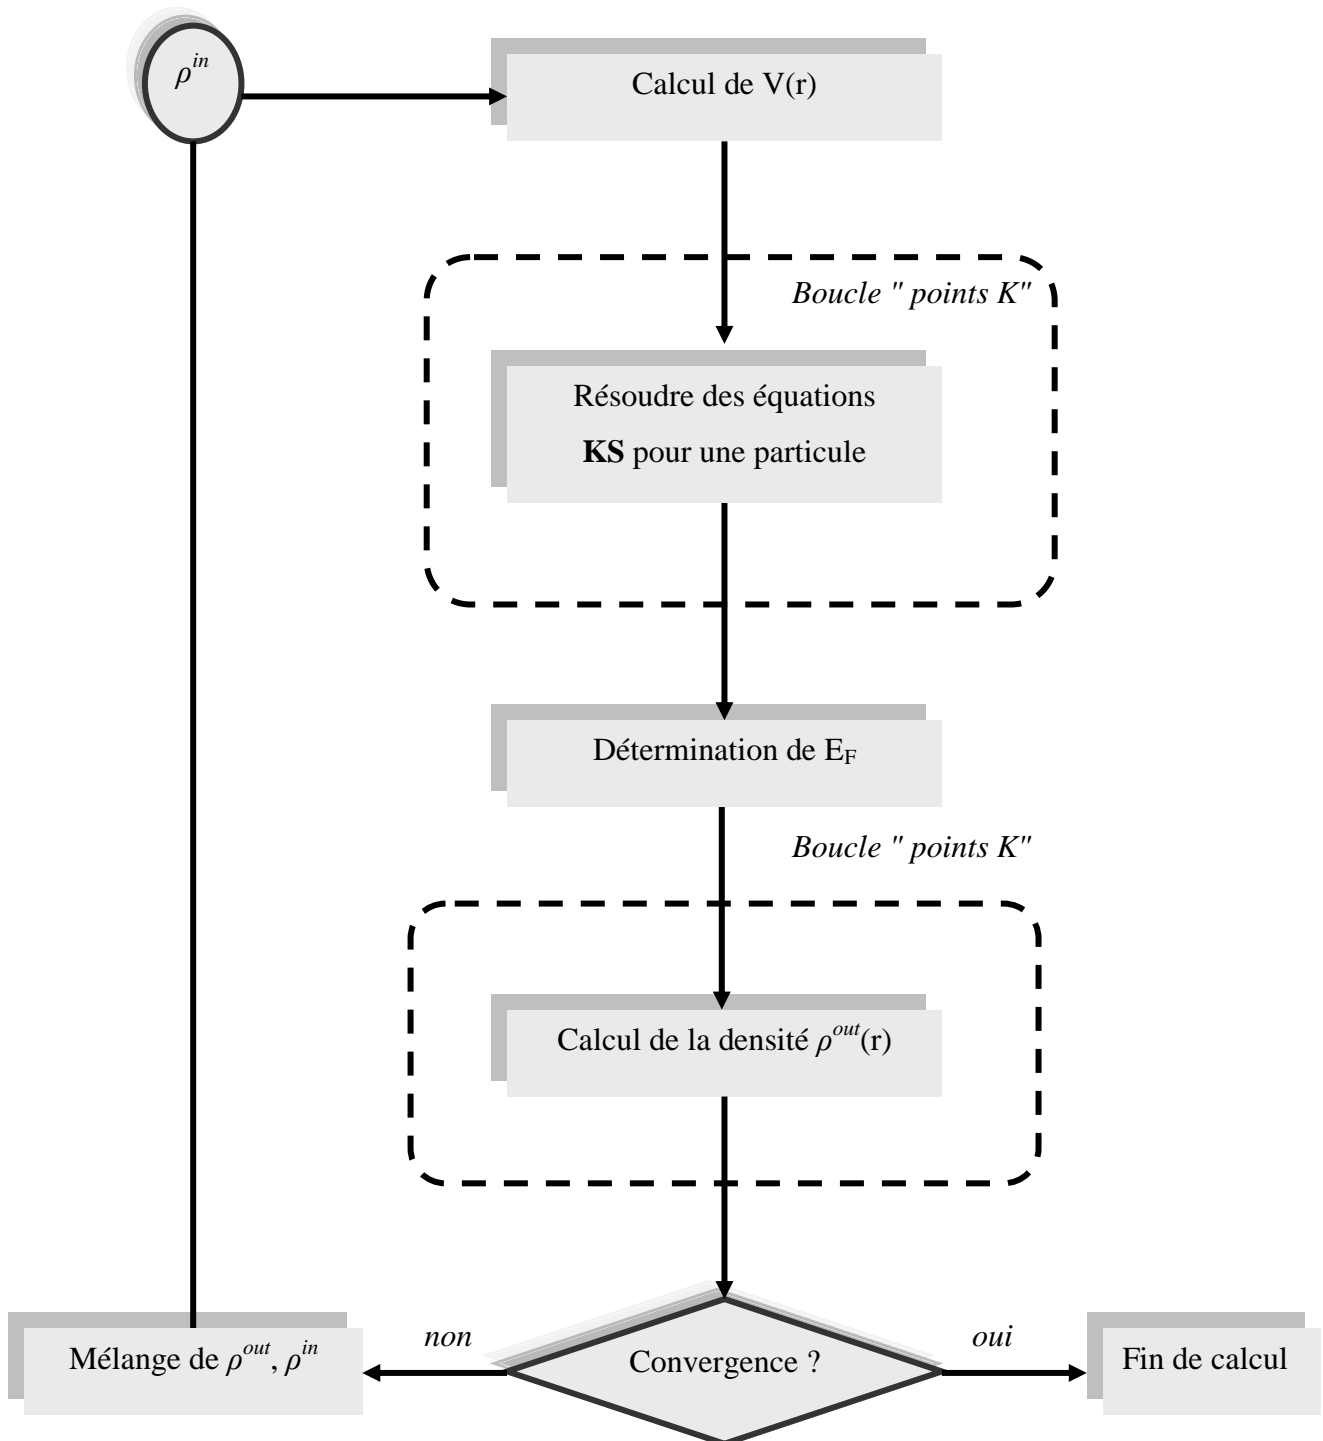 ρ^in
Calcul de V(r)
Boucle " points K"
Résoudre des équations
KS pour une particule
Détermination de E_F
Boucle " points K"
Calcul de la densité ρ^out(r)
non
oui
Mélange de ρ^out, ρ^in
Convergence ?
Fin de calcul